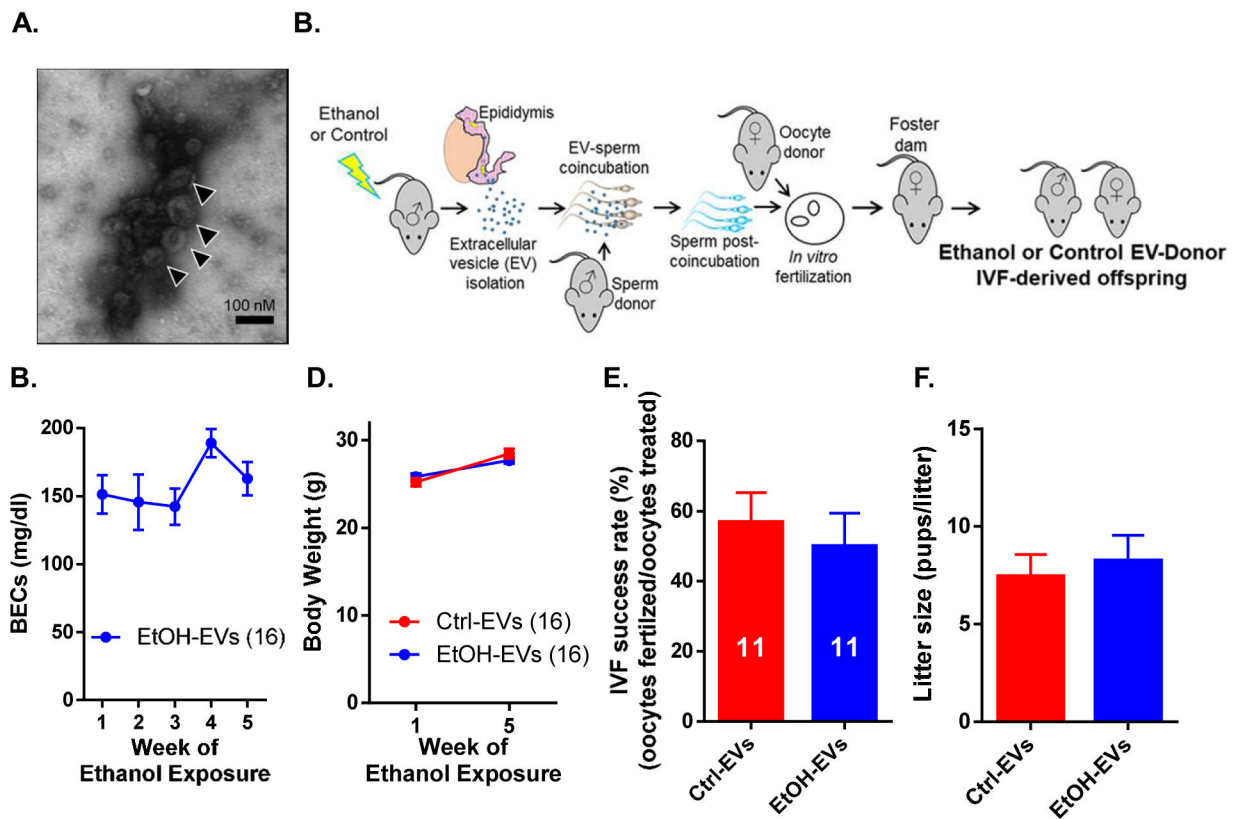 A.
B.
100 nM
Ethanol
or Control
Epididymis
Extracellular
vesicle (EV)
isolation
EV-sperm
coincubation
Sperm
donor
Sperm post-
coincubation
Oocyte
donor
In vitro
fertilization
Foster
dam
Ethanol or Control EV-Donor
IVF-derived offspring
B.
BECs (mg/dl)
200
150
100
50
0
EtOH-EVs (16)
1 2 3 4 5
Week of
Ethanol Exposure
D.
Body Weight (g)
30
20
10
0
Ctrl-EVs (16)
EtOH-EVs (16)
1 5
Week of
Ethanol Exposure
E.
IVF success rate (%)
(oocytes fertilzed/oocytes treated)
80
60
40
20
0
11 11
Ctrl-EVs
EtOH-EVs
F.
Litter size (pups/litter)
15
10
5
0
Ctrl-EVs
EtOH-EVs